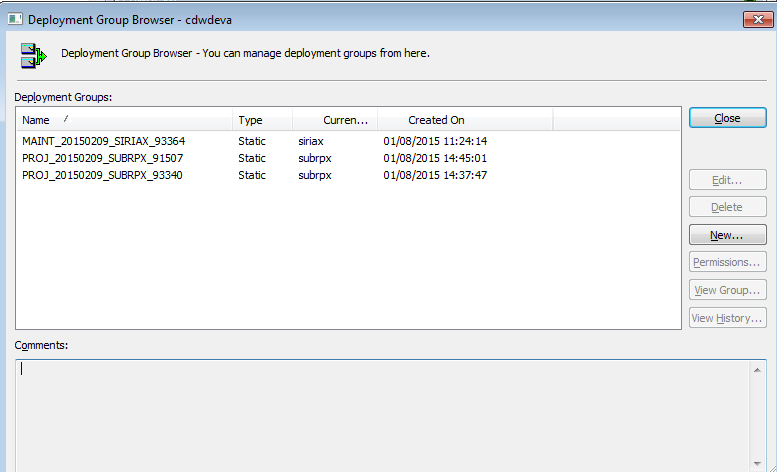 Deployment Group Browser - cdwdeva
Deployment Group Browser - You can manage deployment groups from here.
Deployment Groups:
Name / Type Curren... Created On
MAINT_20150209_SIRIAX_93364 Static siriax 01/08/2015 11:24:14
PROJ_20150209_SUBRPX_91507 Static subrpx 01/08/2015 14:45:01
PROJ_20150209_SUBRPX_93340 Static subrpx 01/08/2015 14:37:47
Close
Edit...
Delete
New...
Permissions...
View Group...
View History...
Comments: